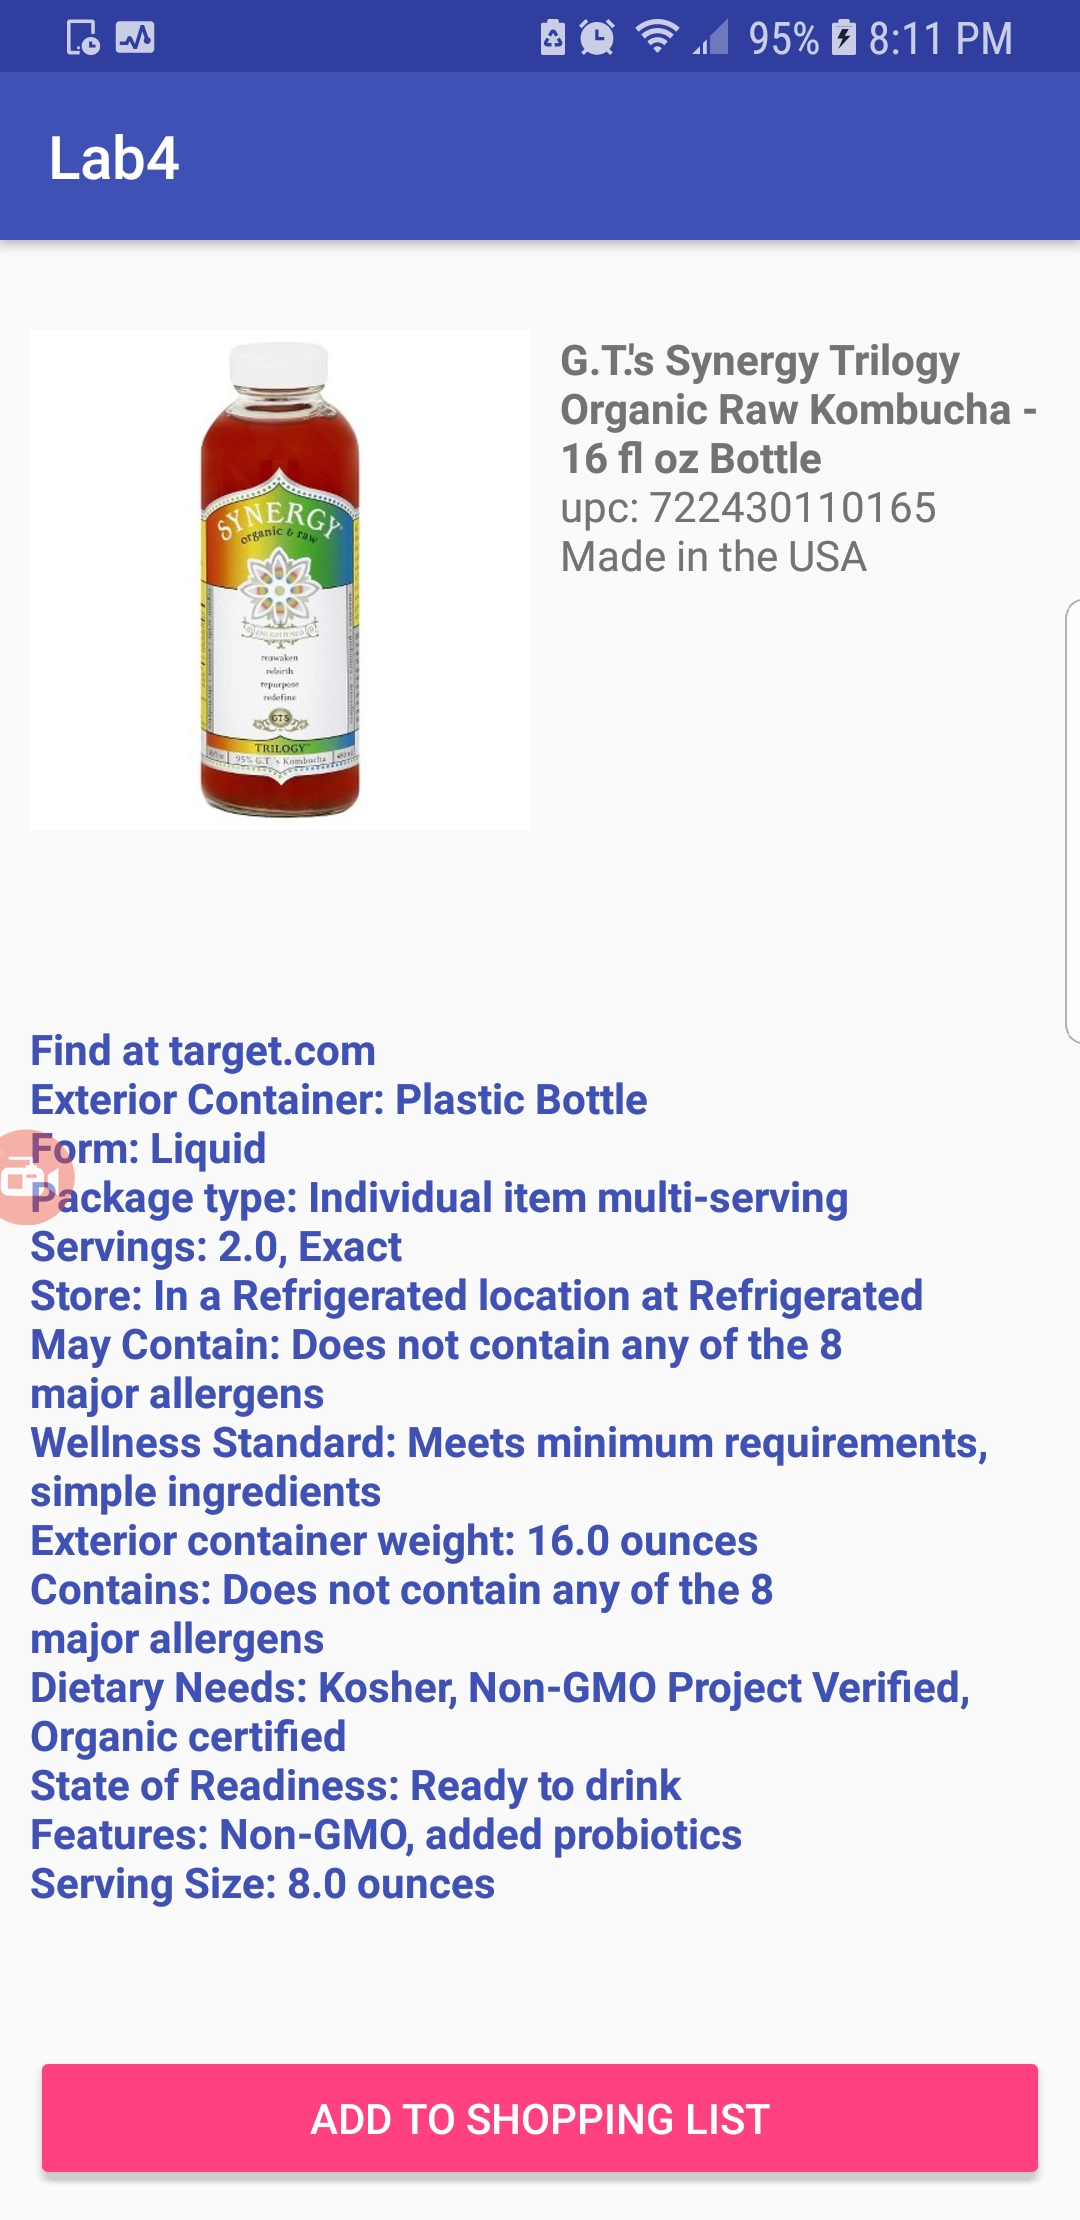 95% 8:11 PM
Lab4
SYNERGY
organic & raw
ENLIGHTENED
reawaken
rebirth
repurpose
redefine
GTS
TRILOGY
95% G.T.'s Kombucha
G.T.'s Synergy Trilogy
Organic Raw Kombucha -
16 fl oz Bottle
upc: 722430110165
Made in the USA
Find at target.com
Exterior Container: Plastic Bottle
Form: Liquid
Package type: Individual item multi-serving
Servings: 2.0, Exact
Store: In a Refrigerated location at Refrigerated
May Contain: Does not contain any of the 8
major allergens
Wellness Standard: Meets minimum requirements,
simple ingredients
Exterior container weight: 16.0 ounces
Contains: Does not contain any of the 8
major allergens
Dietary Needs: Kosher, Non-GMO Project Verified,
Organic certified
State of Readiness: Ready to drink
Features: Non-GMO, added probiotics
Serving Size: 8.0 ounces
ADD TO SHOPPING LIST